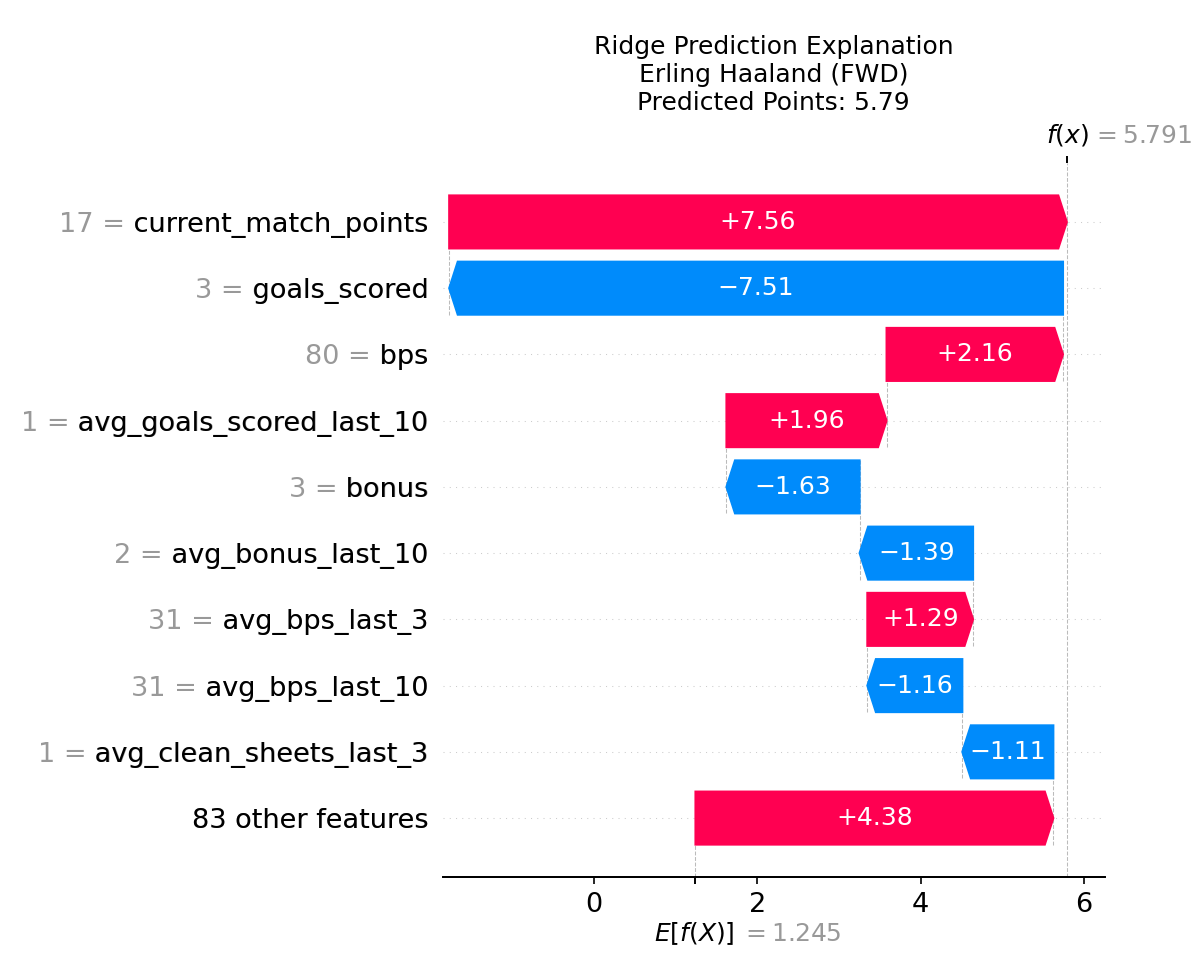 Ridge Prediction Explanation
Erling Haaland (FWD)
Predicted Points: 5.79
f(x) = 5.791
17 = current_match_points +7.56
3 = goals_scored −7.51
80 = bps +2.16
1 = avg_goals_scored_last_10 +1.96
3 = bonus −1.63
2 = avg_bonus_last_10 −1.39
31 = avg_bps_last_3 +1.29
31 = avg_bps_last_10 −1.16
1 = avg_clean_sheets_last_3 −1.11
83 other features +4.38
0 2 4 6
E[f(X)] = 1.245